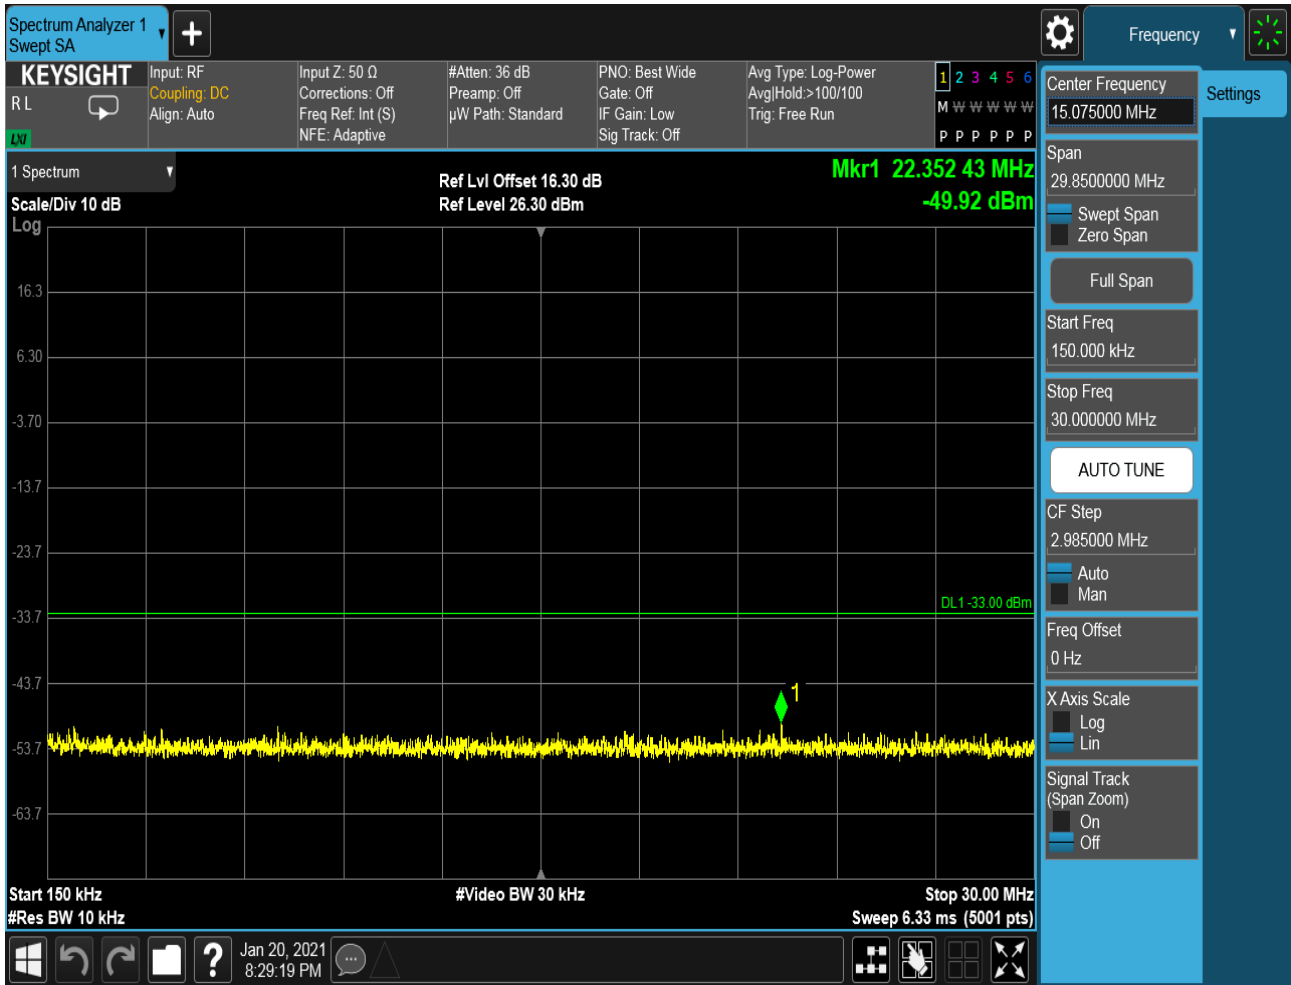 Spectrum Analyzer 1
Swept SA
Frequency
KEYSIGHT
R L
LXI
Input: RF
Coupling: DC
Align: Auto
Input Z: 50 Ω
Corrections: Off
Freq Ref: Int (S)
NFE: Adaptive
#Atten: 36 dB
Preamp: Off
µW Path: Standard
PNO: Best Wide
Gate: Off
IF Gain: Low
Sig Track: Off
Avg Type: Log-Power
Avg|Hold:>100/100
Trig: Free Run
1 2 3 4 5 6
M W W W W W
P P P P P P
Center Frequency
15.075000 MHz
Settings
Span
29.8500000 MHz
Swept Span
Zero Span
Full Span
Start Freq
150.000 kHz
Stop Freq
30.000000 MHz
AUTO TUNE
CF Step
2.985000 MHz
Auto
Man
Freq Offset
0 Hz
X Axis Scale
Log
Lin
Signal Track
(Span Zoom)
On
Off
1 Spectrum
Scale/Div 10 dB
Log
Ref Lvl Offset 16.30 dB
Ref Level 26.30 dBm
Mkr1 22.352 43 MHz
-49.92 dBm
16.3
6.30
-3.70
-13.7
-23.7
-33.7
-43.7
-53.7
-63.7
DL1 -33.00 dBm
1
Start 150 kHz
#Video BW 30 kHz
Stop 30.00 MHz
#Res BW 10 kHz
Sweep 6.33 ms (5001 pts)
?
Jan 20, 2021
8:29:19 PM